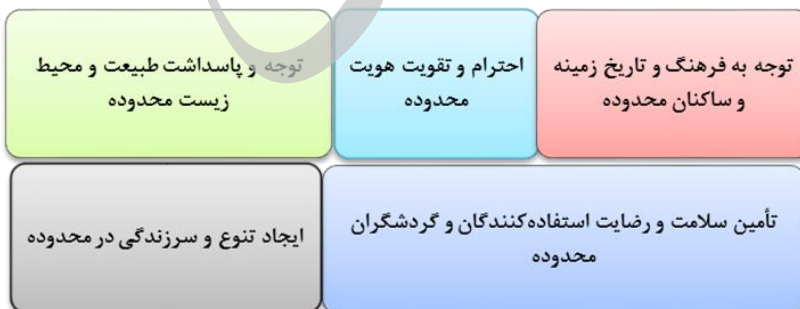 توجه به فرهنگ و تاریخ زمینه
و ساکنان محدوده
احترام و تقویت هویت
محدوده
توجه و پاسداشت طبیعت و محیط
زیست محدوده
تأمین سلامت و رضایت استفاده‌کنندگان و گردشگران
محدوده
ایجاد تنوع و سرزندگی در محدوده